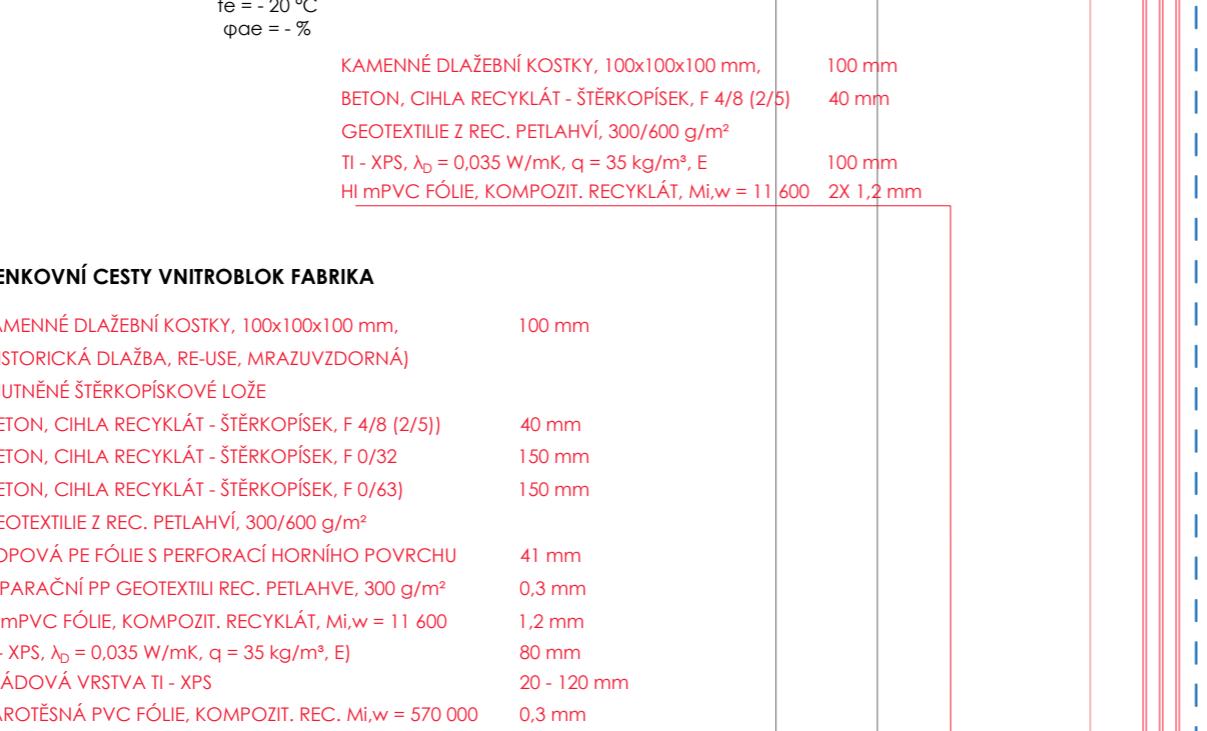 te = - 20 °C
φae = - %
KAMENNÉ DLAŽEBNÍ KOSTKY, 100x100x100 mm, 100 mm
BETON, CIHLA RECYKLÁT - ŠTĚRKOPÍSEK, F 4/8 (2/5) 40 mm
GEOTEXTILIE Z REC. PETLAHVÍ, 300/600 g/m²
TI - XPS, λD = 0,035 W/mK, q = 35 kg/m³, E 100 mm
HI mPVC FÓLIE, KOMPOZIT. RECYKLÁT, Mi,w = 11 600 2X 1,2 mm
ENKOVNÍ CESTY VNITROBLOK FABRIKA
AMENNÉ DLAŽEBNÍ KOSTKY, 100x100x100 mm, 100 mm
ISTORICKÁ DLAŽBA, RE-USE, MRAZUVZDORNÁ)
UTNĚNÉ ŠTĚRKOPÍSKOVÉ LOŽE
ETON, CIHLA RECYKLÁT - ŠTĚRKOPÍSEK, F 4/8 (2/5)) 40 mm
ETON, CIHLA RECYKLÁT - ŠTĚRKOPÍSEK, F 0/32 150 mm
ETON, CIHLA RECYKLÁT - ŠTĚRKOPÍSEK, F 0/63) 150 mm
EOTEXTILIE Z REC. PETLAHVÍ, 300/600 g/m²
OPOVÁ PE FÓLIE S PERFORACÍ HORNÍHO POVRCHU 41 mm
PARAČNÍ PP GEOTEXTILI REC. PETLAHVE, 300 g/m² 0,3 mm
mPVC FÓLIE, KOMPOZIT. RECYKLÁT, Mi,w = 11 600 1,2 mm
- XPS, λD = 0,035 W/mK, q = 35 kg/m³, E) 80 mm
ÁDOVÁ VRSTVA TI - XPS 20 - 120 mm
AROTĚSNÁ PVC FÓLIE, KOMPOZIT. REC. Mi,w = 570 000 0,3 mm